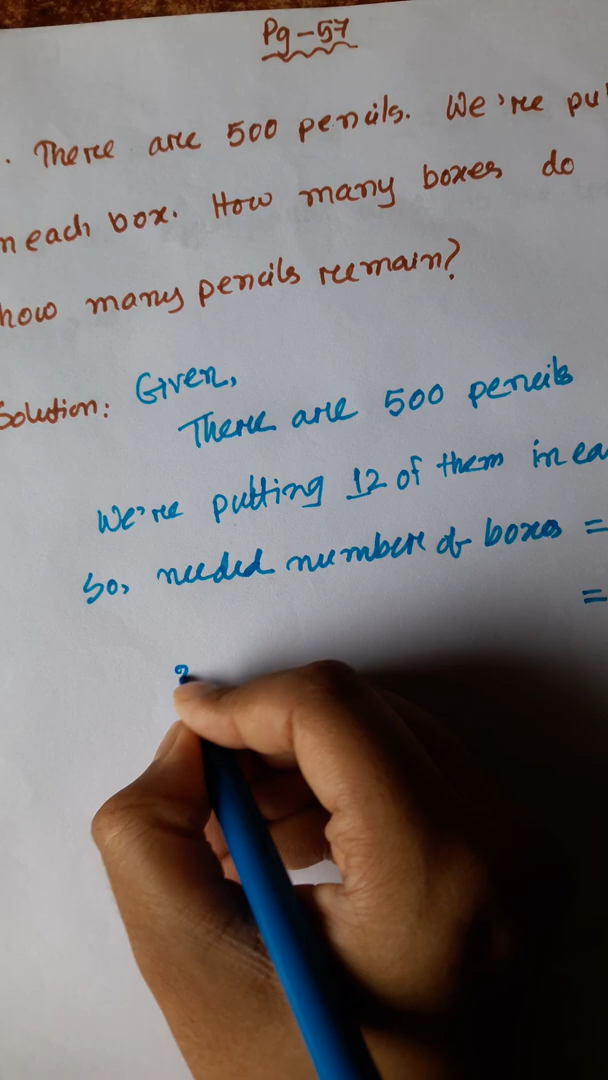 Pg-57
. There are 500 pencils. We're pu
n each box. How many boxes do
how many pencils remain?
Solution: Given,
There are 500 pencils
We're putting 12 of them in ea
So, needed number of boxes =
=